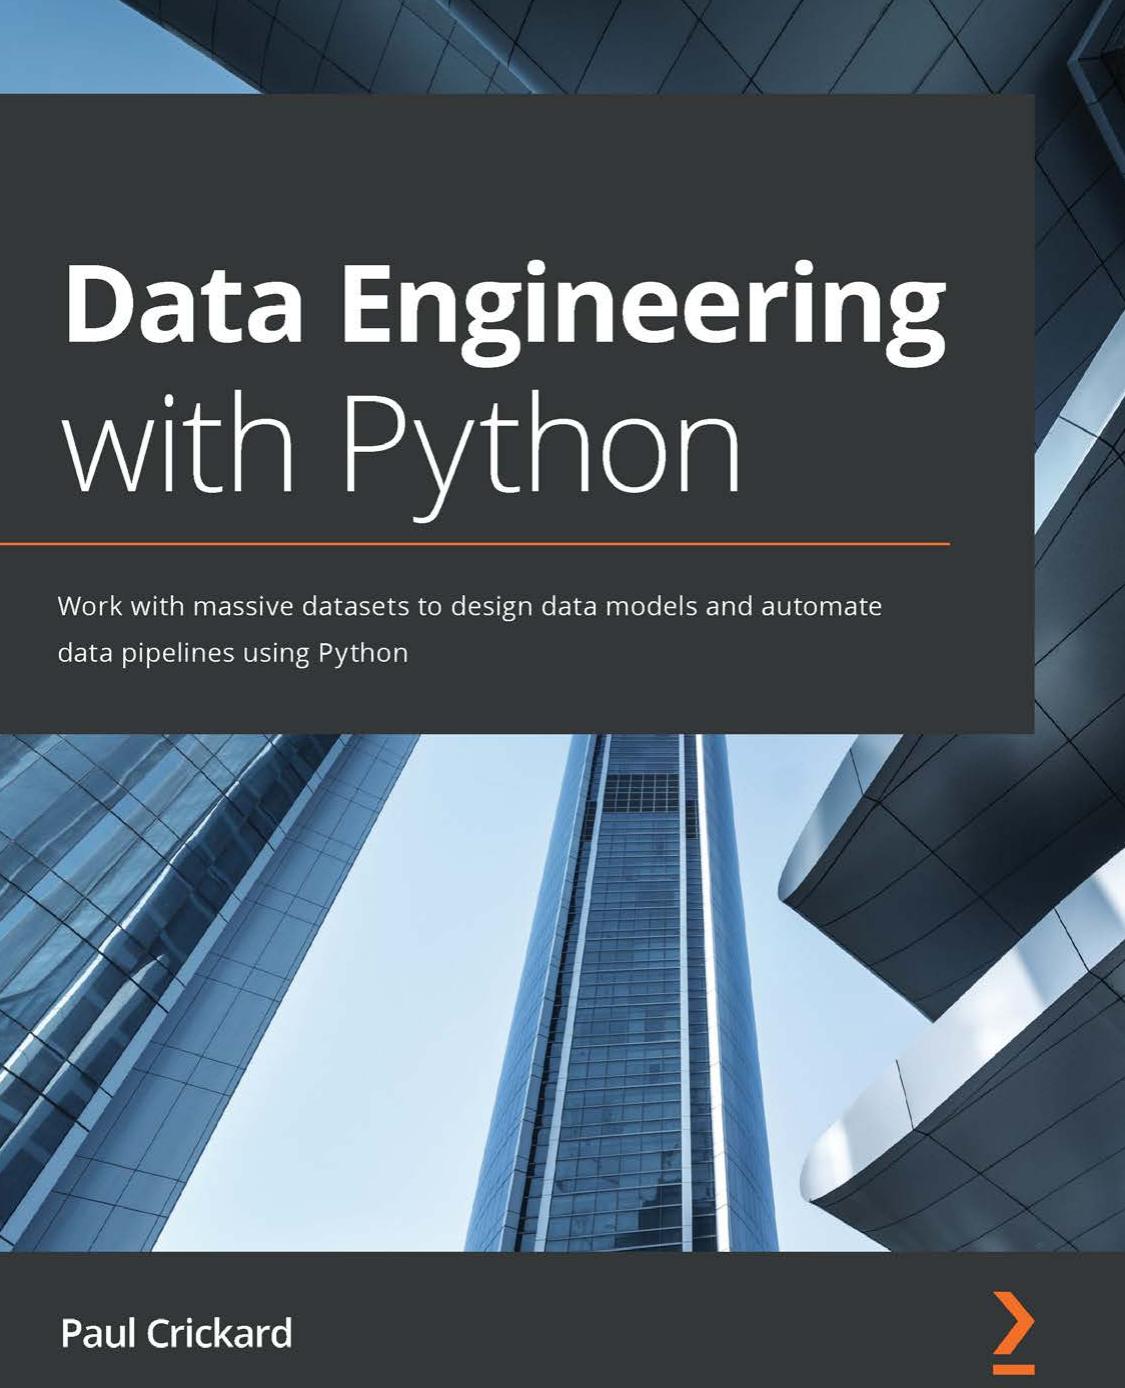 Data Engineering
with Python
Work with massive datasets to design data models and automate
data pipelines using Python
Paul Crickard